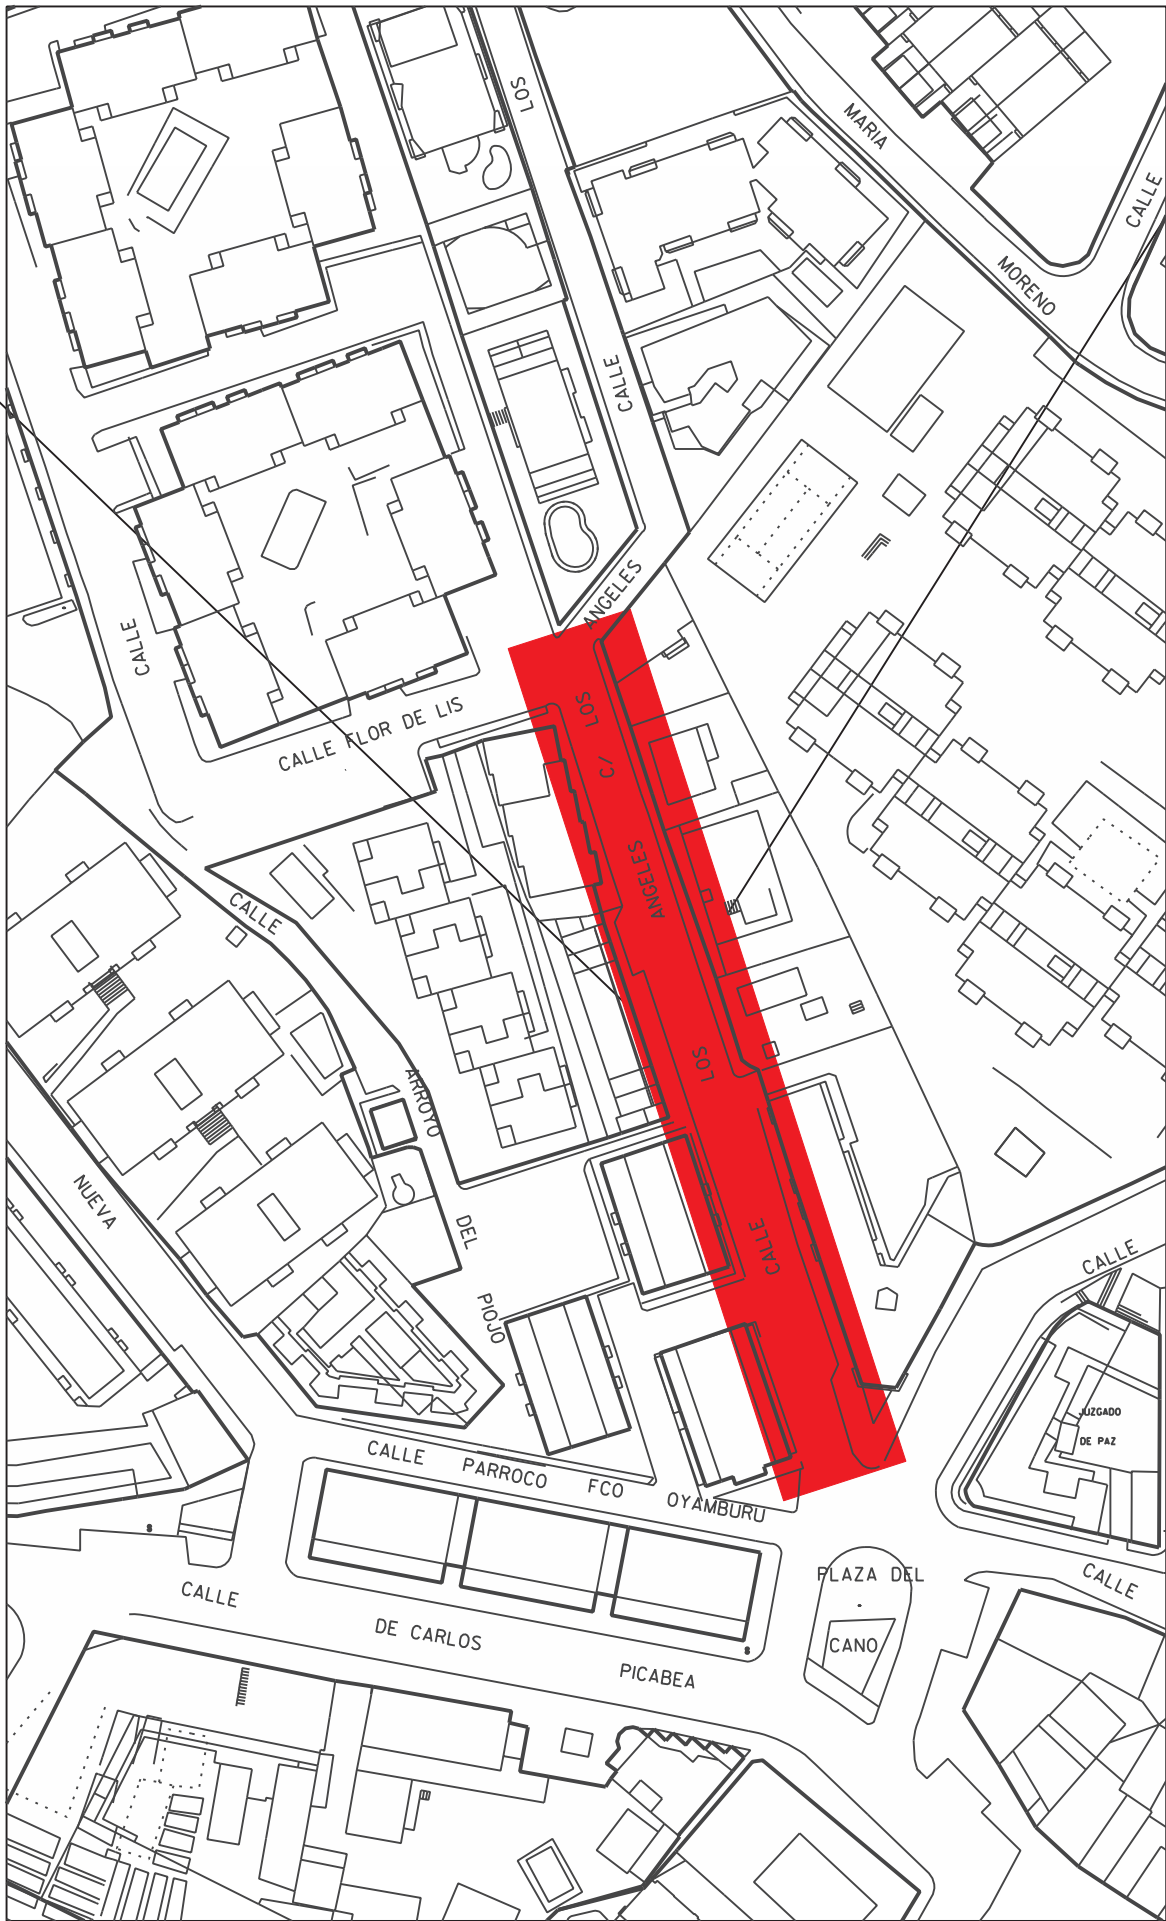 LOS
MARIA
CALLE
MORENO
CALLE
ANGELES
CALLE
CALLE FLOR DE LIS
LOS
C/
ANGELES
CALLE
LOS
ARROYO
NUEVA
DEL
CALLE
CALLE
PIOJO
JUZGADO
DE PAZ
CALLE PARROCO FCO OYAMBURU
PLAZA DEL
CANO
CALLE
CALLE
DE CARLOS
PICABEA